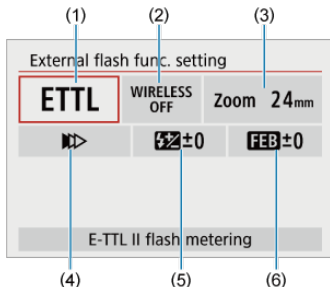 (1) (2) (3)
External flash func. setting
ETTL WIRELESS OFF Zoom 24mm
±0 FEB±0
E-TTL II flash metering
(4) (5) (6)